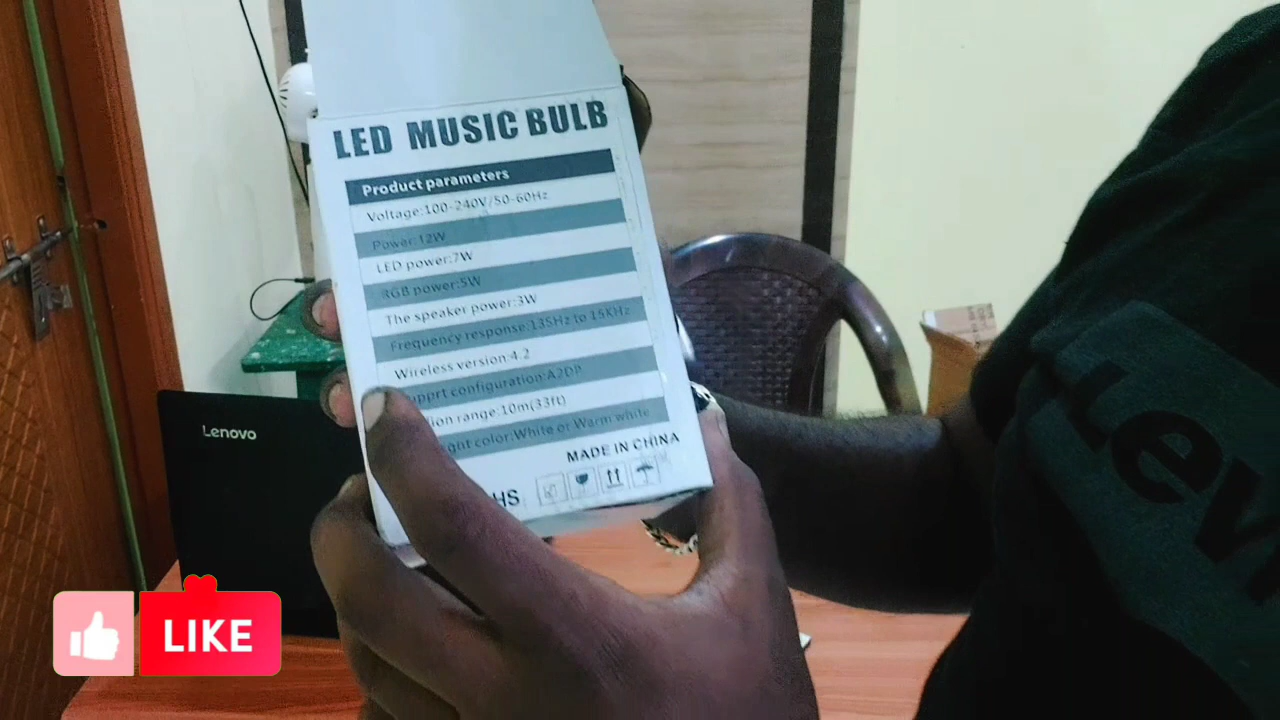 LED MUSIC BULB
Product parameters
Voltage:100-240V/50-60Hz
Power:12W
LED power:7W
RGB power:5W
The speaker power:3W
Frequency response:135Hz to 15KHz
Wireless version:4.2
configuration:A2DP
range:10m(33ft)
color:White or Warm white
MADE IN CHINA
Lenovo
LIKE